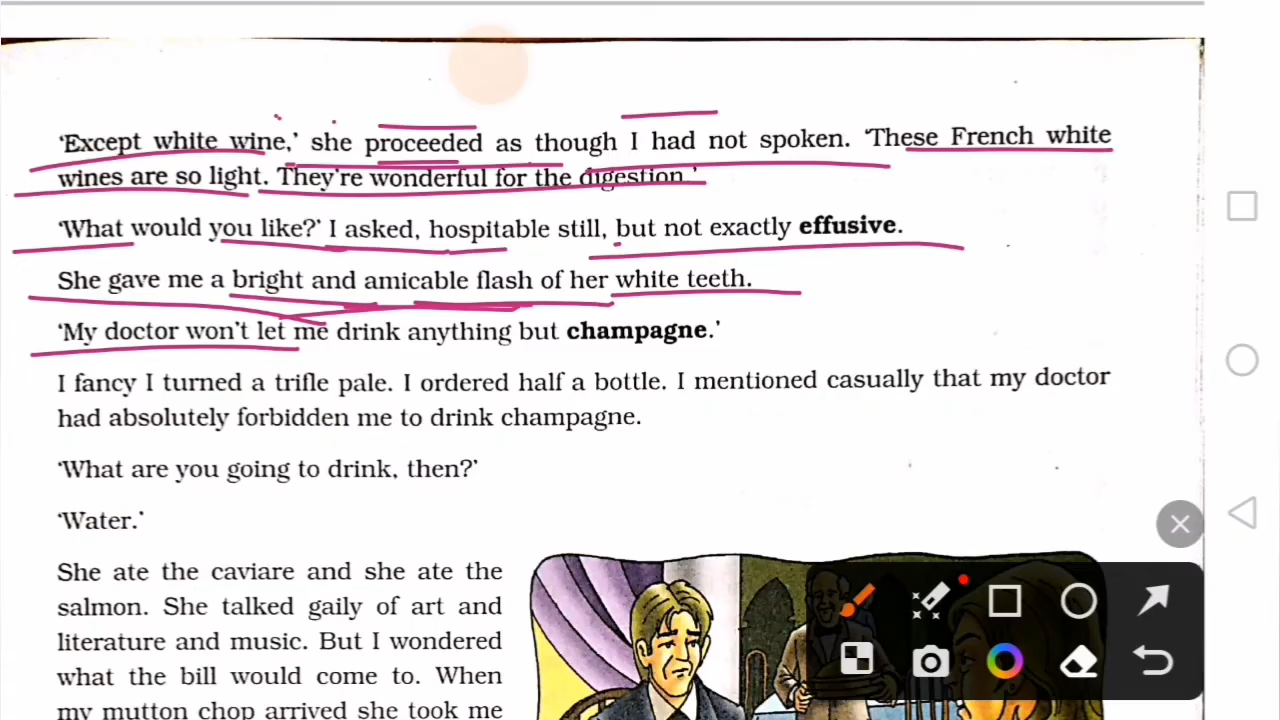 ‘Except white wine,’ she proceeded as though I had not spoken. ‘These French white
wines are so light. They’re wonderful for the digestion.’
‘What would you like?’ I asked, hospitable still, but not exactly effusive.
She gave me a bright and amicable flash of her white teeth.
‘My doctor won’t let me drink anything but champagne.’
I fancy I turned a trifle pale. I ordered half a bottle. I mentioned casually that my doctor
had absolutely forbidden me to drink champagne.
‘What are you going to drink, then?’
‘Water.’
She ate the caviare and she ate the
salmon. She talked gaily of art and
literature and music. But I wondered
what the bill would come to. When
my mutton chop arrived she took me